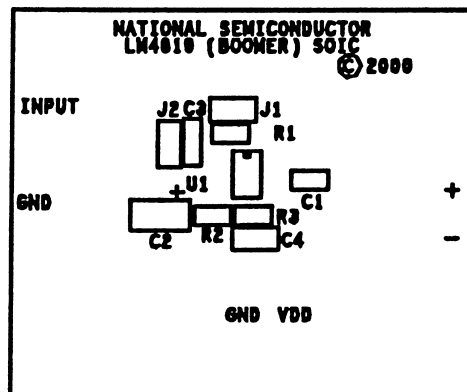 NATIONAL SEMICONDUCTOR
LM4819 (BOOMER) SOIC
© 2000
INPUT
J2 C3 J1
R1
U1
+
GND
C1
+
R2 R3
C2
C4
-
GND VDD